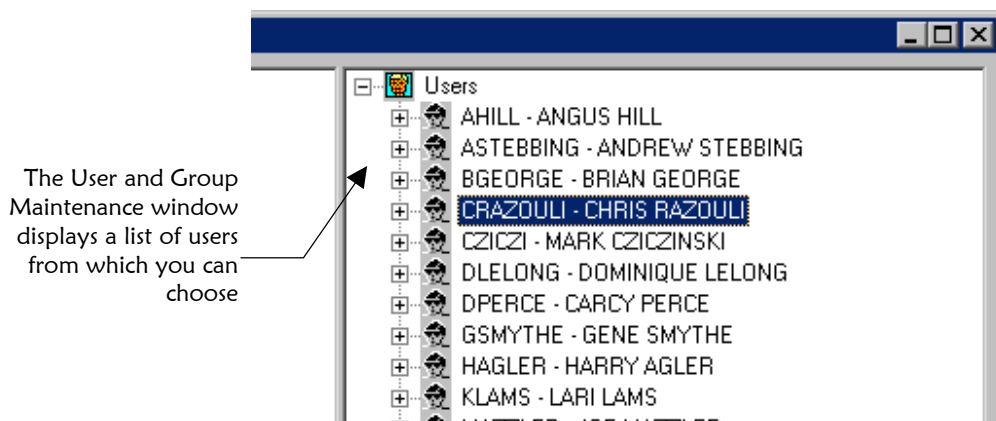 Users
AHILL - ANGUS HILL
ASTEBBING - ANDREW STEBBING
BGEORGE - BRIAN GEORGE
CRAZOULI - CHRIS RAZOULI
CZICZI - MARK CZICZINSKI
DLELONG - DOMINIQUE LELONG
DPERCE - CARCY PERCE
GSMYTHE - GENE SMYTHE
HAGLER - HARRY AGLER
KLAMS - LARI LAMS
The User and Group
Maintenance window
displays a list of users
from which you can
choose